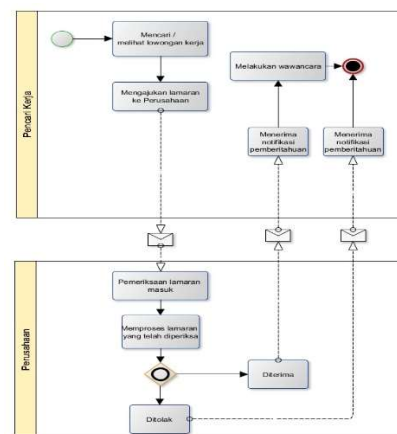 Pencari Kerja
Mencari /
melihat lowongan kerja
Mengajukan lamaran
ke Perusahaan
Melakukan wawancara
Menerima
notifikasi
pemberitahuan
Menerima
notifikasi
pemberitahuan
Perusahaan
Pemeriksaan lamaran
masuk
Memproses lamaran
yang telah diperiksa
Diterima
Ditolak